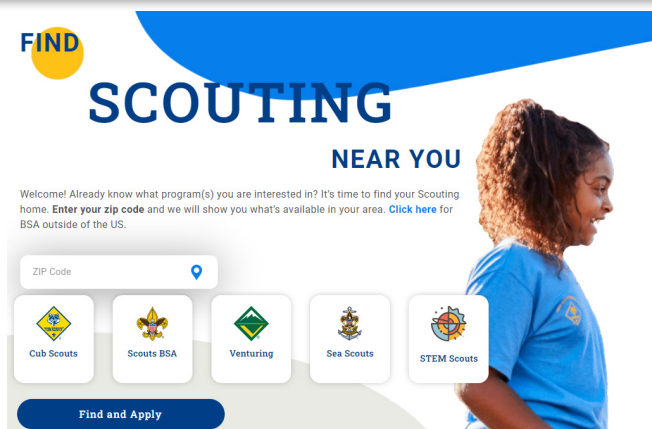 FIND
SCOUTING
NEAR YOU
Welcome! Already know what program(s) you are interested in? It's time to find your Scouting
home. Enter your zip code and we will show you what's available in your area. Click here for
BSA outside of the US.
ZIP Code
Cub Scouts
Scouts BSA
Venturing
Sea Scouts
STEM Scouts
Find and Apply